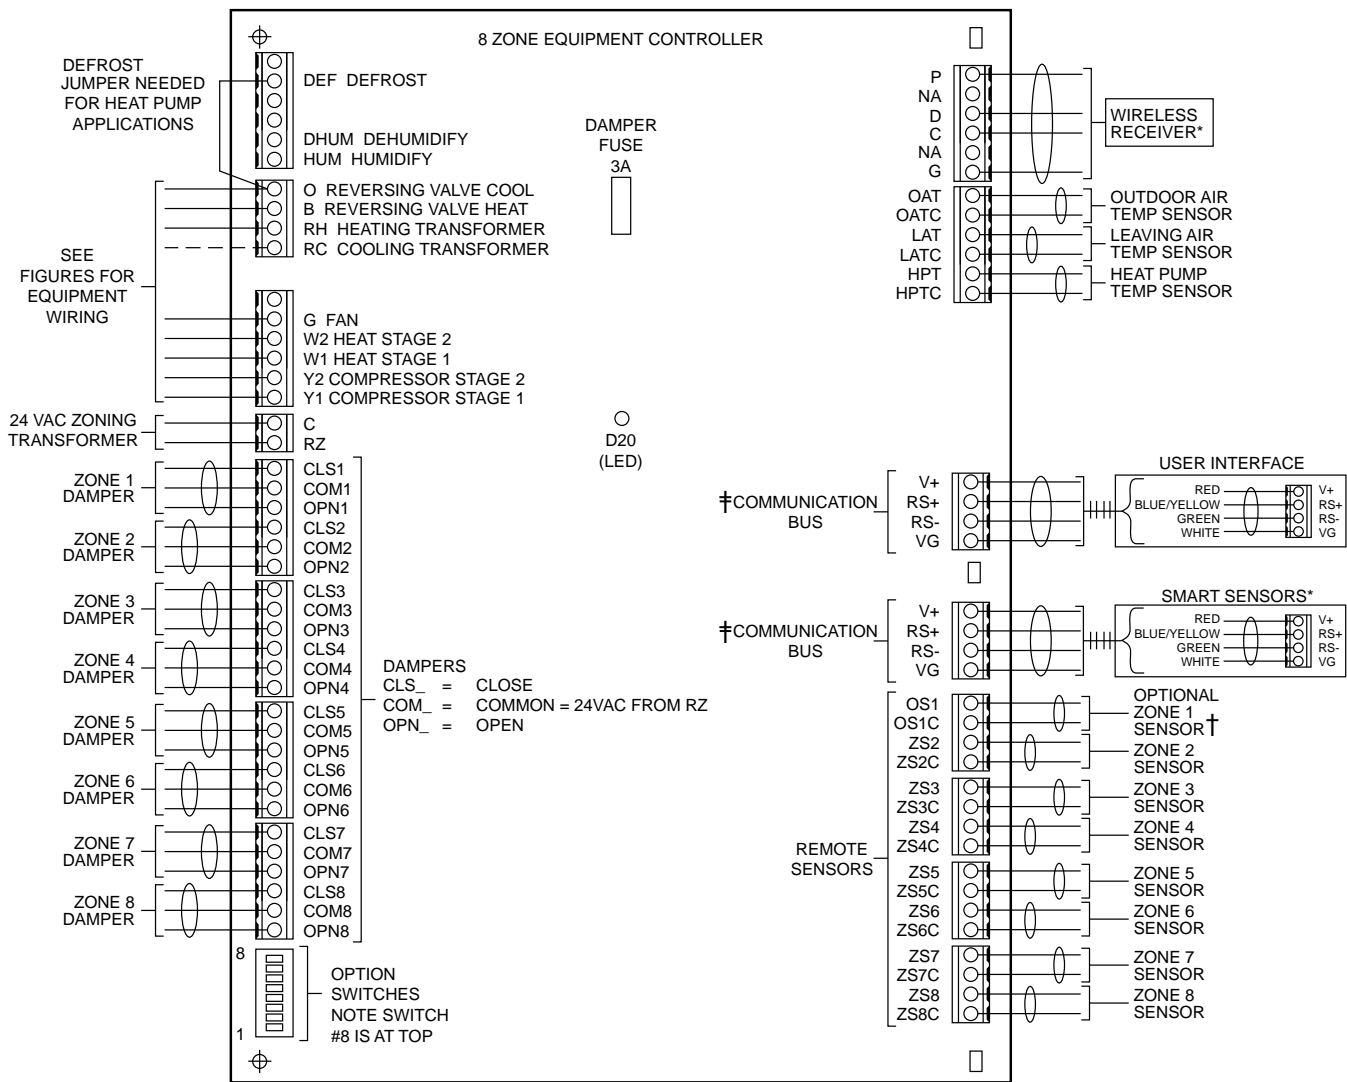 8 ZONE EQUIPMENT CONTROLLER
DEFROST
JUMPER NEEDED
FOR HEAT PUMP
APPLICATIONS
DEF DEFROST
DHUM DEHUMIDIFY
HUM HUMIDIFY
O REVERSING VALVE COOL
B REVERSING VALVE HEAT
RH HEATING TRANSFORMER
RC COOLING TRANSFORMER
SEE
FIGURES FOR
EQUIPMENT
WIRING
G FAN
W2 HEAT STAGE 2
W1 HEAT STAGE 1
Y2 COMPRESSOR STAGE 2
Y1 COMPRESSOR STAGE 1
24 VAC ZONING
TRANSFORMER
C
RZ
ZONE 1
DAMPER
CLS1
COM1
OPN1
ZONE 2
DAMPER
CLS2
COM2
OPN2
ZONE 3
DAMPER
CLS3
COM3
OPN3
ZONE 4
DAMPER
CLS4
COM4
OPN4
ZONE 5
DAMPER
CLS5
COM5
OPN5
ZONE 6
DAMPER
CLS6
COM6
OPN6
ZONE 7
DAMPER
CLS7
COM7
OPN7
ZONE 8
DAMPER
CLS8
COM8
OPN8
DAMPERS
CLS_ = CLOSE
COM_ = COMMON = 24VAC FROM RZ
OPN_ = OPEN
8
1
OPTION
SWITCHES
NOTE SWITCH
#8 IS AT TOP
DAMPER
FUSE
3A
D20
(LED)
P
NA
D
C
NA
G
WIRELESS
RECEIVER*
OAT
OATC
OUTDOOR AIR
TEMP SENSOR
LAT
LATC
LEAVING AIR
TEMP SENSOR
HPT
HPTC
HEAT PUMP
TEMP SENSOR
‡COMMUNICATION
BUS
V+
RS+
RS-
VG
USER INTERFACE
RED V+
BLUE/YELLOW RS+
GREEN RS-
WHITE VG
‡COMMUNICATION
BUS
V+
RS+
RS-
VG
SMART SENSORS*
RED V+
BLUE/YELLOW RS+
GREEN RS-
WHITE VG
REMOTE
SENSORS
OS1
OS1C
OPTIONAL
ZONE 1
SENSOR†
ZS2
ZS2C
ZONE 2
SENSOR
ZS3
ZS3C
ZONE 3
SENSOR
ZS4
ZS4C
ZONE 4
SENSOR
ZS5
ZS5C
ZONE 5
SENSOR
ZS6
ZS6C
ZONE 6
SENSOR
ZS7
ZS7C
ZONE 7
SENSOR
ZS8
ZS8C
ZONE 8
SENSOR